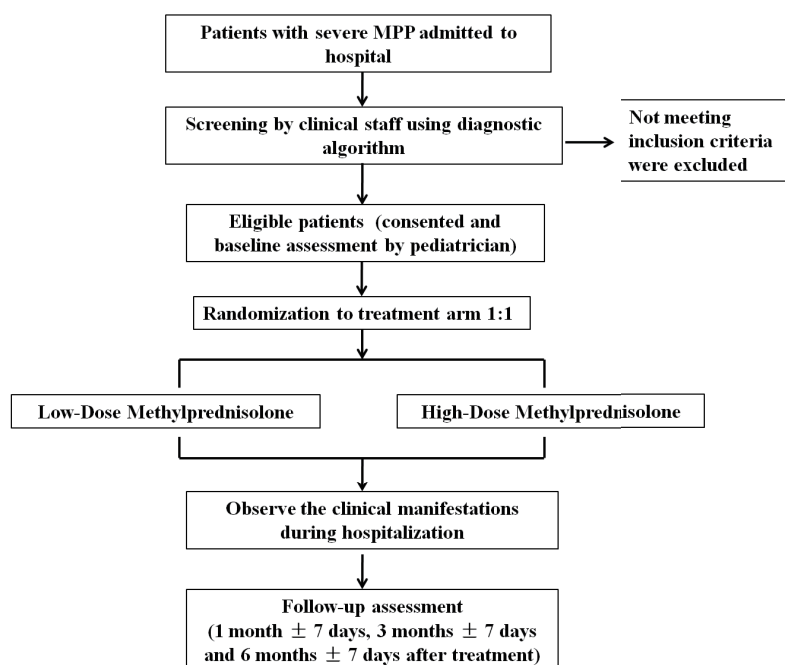 Patients with severe MPP admitted to
hospital
Screening by clinical staff using diagnostic
algorithm
Not meeting
inclusion criteria
were excluded
Eligible patients (consented and
baseline assessment by pediatrician)
Randomization to treatment arm 1:1
Low-Dose Methylprednisolone
High-Dose Methylprednisolone
Observe the clinical manifestations
during hospitalization
Follow-up assessment
(1 month ± 7 days, 3 months ± 7 days
and 6 months ± 7 days after treatment)